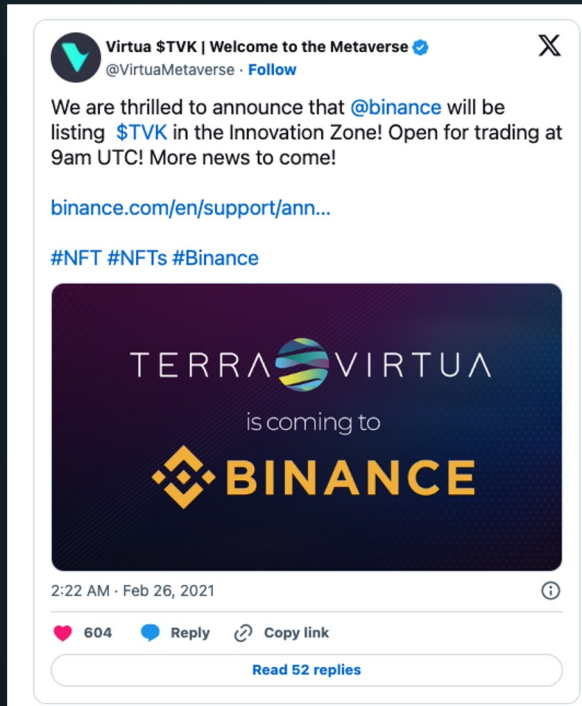 Virtua $TVK | Welcome to the Metaverse
@VirtuaMetaverse · Follow
We are thrilled to announce that @binance will be
listing $TVK in the Innovation Zone! Open for trading at
9am UTC! More news to come!
binance.com/en/support/ann...
#NFT #NFTs #Binance
TERRA VIRTUA
is coming to
BINANCE
2:22 AM · Feb 26, 2021
604 Reply Copy link
Read 52 replies